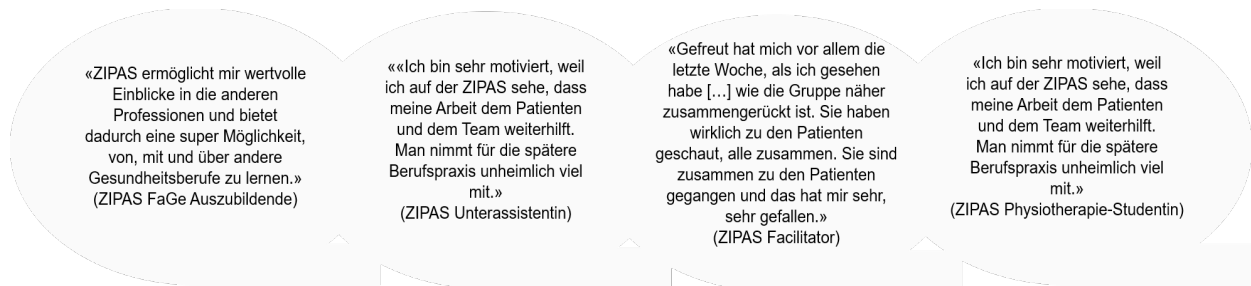 «ZIPAS ermöglicht mir wertvolle
Einblicke in die anderen
Professionen und bietet
dadurch eine super Möglichkeit,
von, mit und über andere
Gesundheitsberufe zu lernen.»
(ZIPAS FaGe Auszubildende)
««Ich bin sehr motiviert, weil
ich auf der ZIPAS sehe, dass
meine Arbeit dem Patienten
und dem Team weiterhilft.
Man nimmt für die spätere
Berufspraxis unheimlich viel
mit.»
(ZIPAS Unterassistentin)
«Gefreut hat mich vor allem die
letzte Woche, als ich gesehen
habe […] wie die Gruppe näher
zusammengerückt ist. Sie haben
wirklich zu den Patienten
geschaut, alle zusammen. Sie sind
zusammen zu den Patienten
gegangen und das hat mir sehr,
sehr gefallen.»
(ZIPAS Facilitator)
«Ich bin sehr motiviert, weil
ich auf der ZIPAS sehe, dass
meine Arbeit dem Patienten
und dem Team weiterhilft.
Man nimmt für die spätere
Berufspraxis unheimlich viel
mit.»
(ZIPAS Physiotherapie-Studentin)